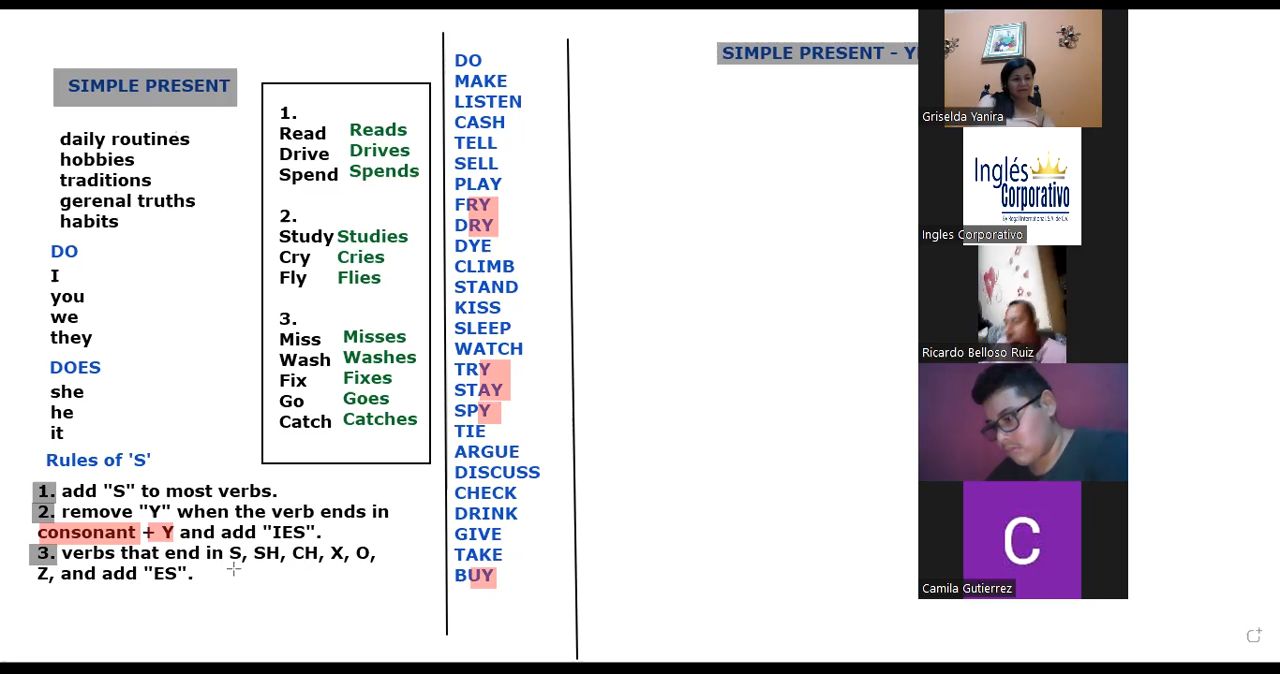 SIMPLE PRESENT
daily routines
hobbies
traditions
gerenal truths
habits
DO
I
you
we
they
DOES
she
he
it
Rules of 'S'
1. add "S" to most verbs.
2. remove "Y" when the verb ends in
consonant + Y and add "IES".
3. verbs that end in S, SH, CH, X, O,
Z, and add "ES".
1.
Read Reads
Drive Drives
Spend Spends
2.
Study Studies
Cry Cries
Fly Flies
3.
Miss Misses
Wash Washes
Fix Fixes
Go Goes
Catch Catches
DO
MAKE
LISTEN
CASH
TELL
SELL
PLAY
FRY
DRY
DYE
CLIMB
STAND
KISS
SLEEP
WATCH
TRY
STAY
SPY
TIE
ARGUE
DISCUSS
CHECK
DRINK
GIVE
TAKE
BUY
SIMPLE PRESENT - Y
Griselda Yanira
Inglés
Corporativo
Ingles Corporativo
Ricardo Belloso Ruiz
C
Camila Gutierrez